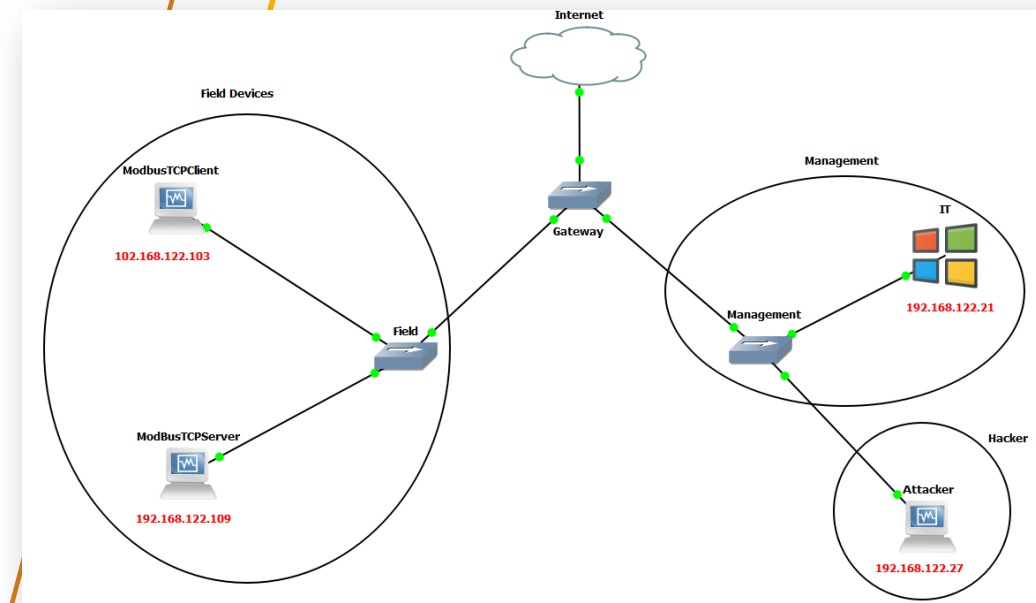 Internet
Field Devices
ModbusTCPClient
102.168.122.103
Gateway
Management
IT
192.168.122.21
Management
Field
ModBusTCPServer
192.168.122.109
Hacker
Attacker
192.168.122.27